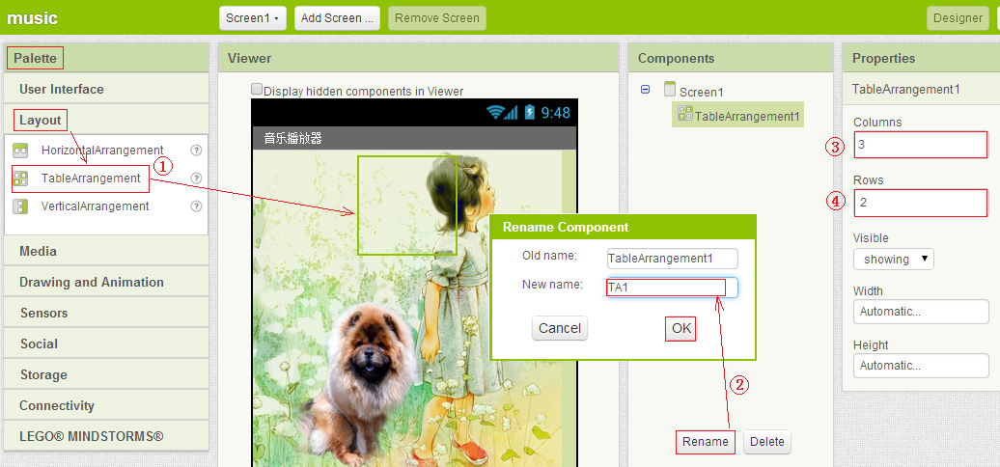 music
Screen1
Add Screen ...
Remove Screen
Designer
Palette
User Interface
Layout
HorizontalArrangement ?
TableArrangement ?
VerticalArrangement ?
Media
Drawing and Animation
Sensors
Social
Storage
Connectivity
LEGO® MINDSTORMS®
①
Viewer
Display hidden components in Viewer
9:48
音乐播放器
Rename Component
Old name: TableArrangement1
New name: TA1
Cancel
OK
②
Components
Screen1
TableArrangement1
Rename
Delete
Properties
TableArrangement1
Columns
③ 3
Rows
④ 2
Visible
showing
Width
Automatic...
Height
Automatic...